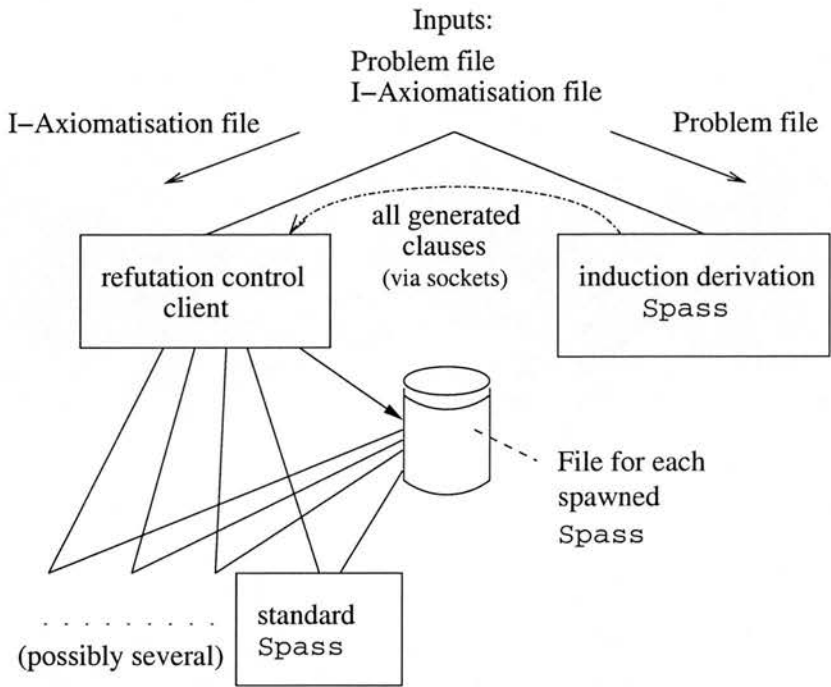 Inputs:
Problem file
I−Axiomatisation file
I−Axiomatisation file
Problem file
all generated
clauses
(via sockets)
refutation control
client
induction derivation
Spass
File for each
spawned
Spass
standard
Spass
. . . . . . . . .
(possibly several)